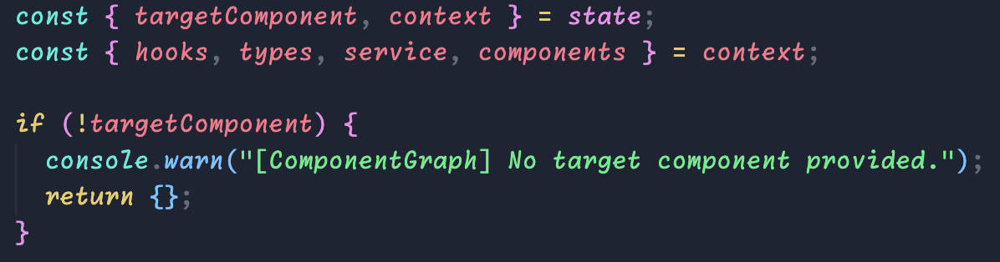 const { targetComponent, context } = state;
const { hooks, types, service, components } = context;
if (!targetComponent) {
console.warn("[ComponentGraph] No target component provided.");
return {};
}